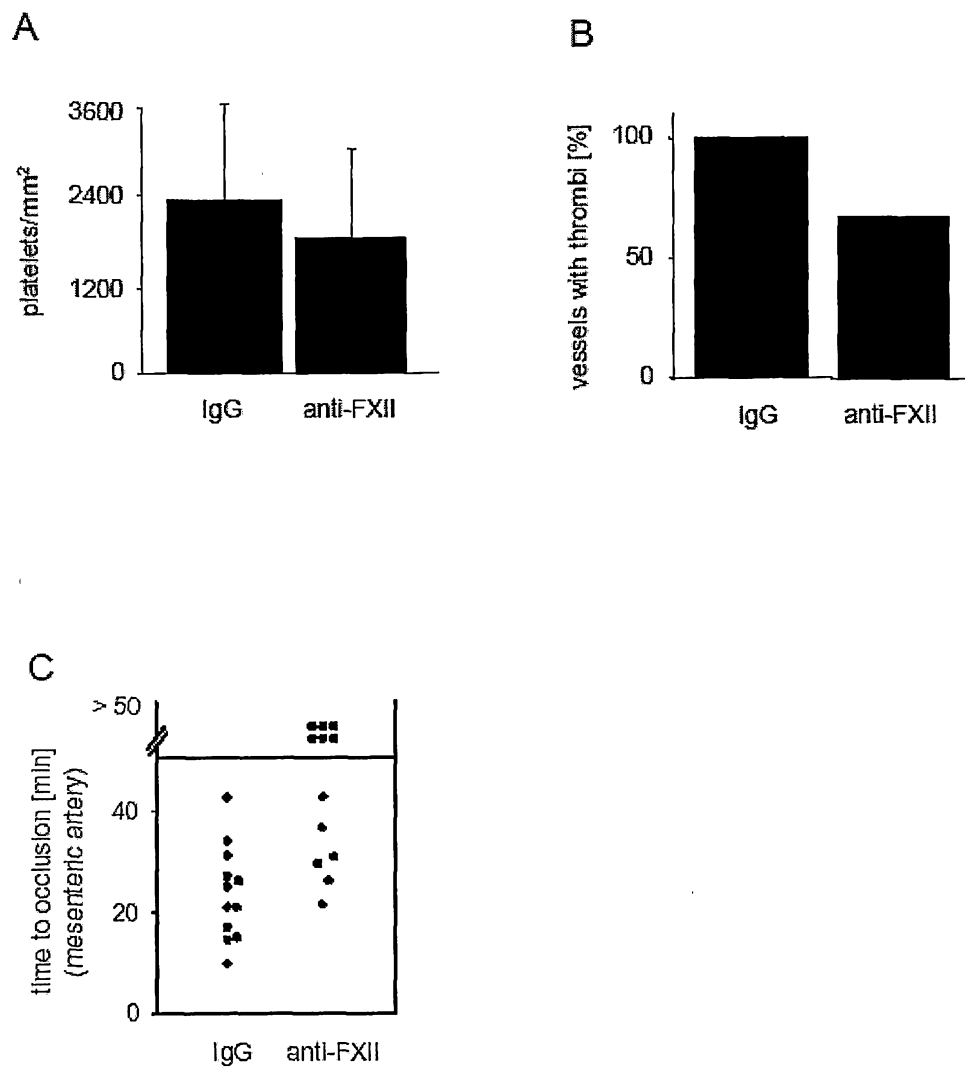 A
platelets/mm²
3600
2400
1200
0
IgG anti-FXII
B
vessels with thrombi [%]
100
50
0
IgG anti-FXII
C
time to occlusion [min]
(mesenteric artery)
> 50
40
20
0
IgG anti-FXII